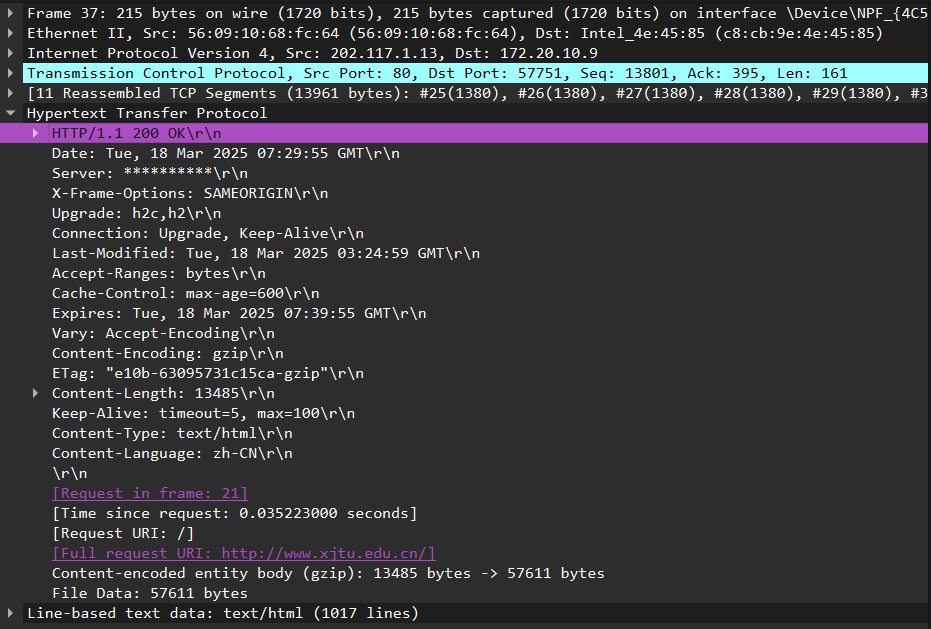 Frame 37: 215 bytes on wire (1720 bits), 215 bytes captured (1720 bits) on interface \Device\NPF_{4C5
Ethernet II, Src: 56:09:10:68:fc:64 (56:09:10:68:fc:64), Dst: Intel_4e:45:85 (c8:cb:9e:4e:45:85)
Internet Protocol Version 4, Src: 202.117.1.13, Dst: 172.20.10.9
Transmission Control Protocol, Src Port: 80, Dst Port: 57751, Seq: 13801, Ack: 395, Len: 161
[11 Reassembled TCP Segments (13961 bytes): #25(1380), #26(1380), #27(1380), #28(1380), #29(1380), #3
Hypertext Transfer Protocol
HTTP/1.1 200 OK\r\n
Date: Tue, 18 Mar 2025 07:29:55 GMT\r\n
Server: **********\r\n
X-Frame-Options: SAMEORIGIN\r\n
Upgrade: h2c,h2\r\n
Connection: Upgrade, Keep-Alive\r\n
Last-Modified: Tue, 18 Mar 2025 03:24:59 GMT\r\n
Accept-Ranges: bytes\r\n
Cache-Control: max-age=600\r\n
Expires: Tue, 18 Mar 2025 07:39:55 GMT\r\n
Vary: Accept-Encoding\r\n
Content-Encoding: gzip\r\n
ETag: "e10b-63095731c15ca-gzip"\r\n
Content-Length: 13485\r\n
Keep-Alive: timeout=5, max=100\r\n
Content-Type: text/html\r\n
Content-Language: zh-CN\r\n
\r\n
[Request in frame: 21]
[Time since request: 0.035223000 seconds]
[Request URI: /]
[Full request URI: http://www.xjtu.edu.cn/]
Content-encoded entity body (gzip): 13485 bytes -> 57611 bytes
File Data: 57611 bytes
Line-based text data: text/html (1017 lines)